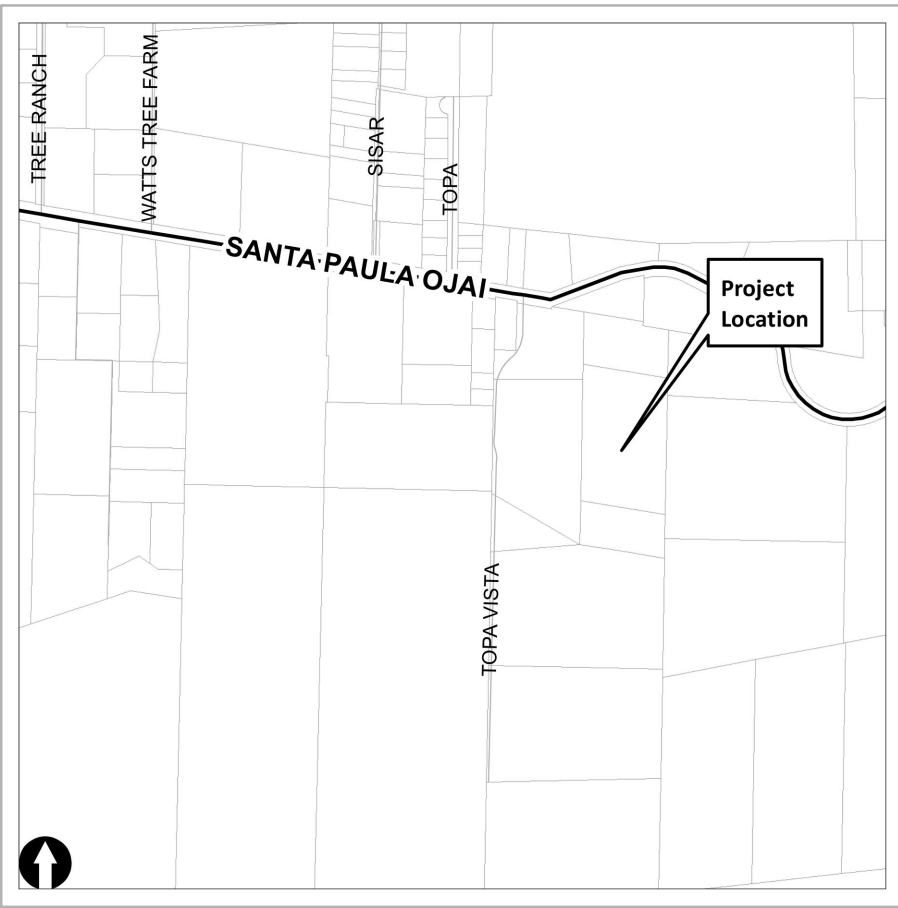 TREE RANCH
WATTS TREE FARM
SISAR
TOPA
SANTA PAULA OJAI
Project
Location
TOPA VISTA